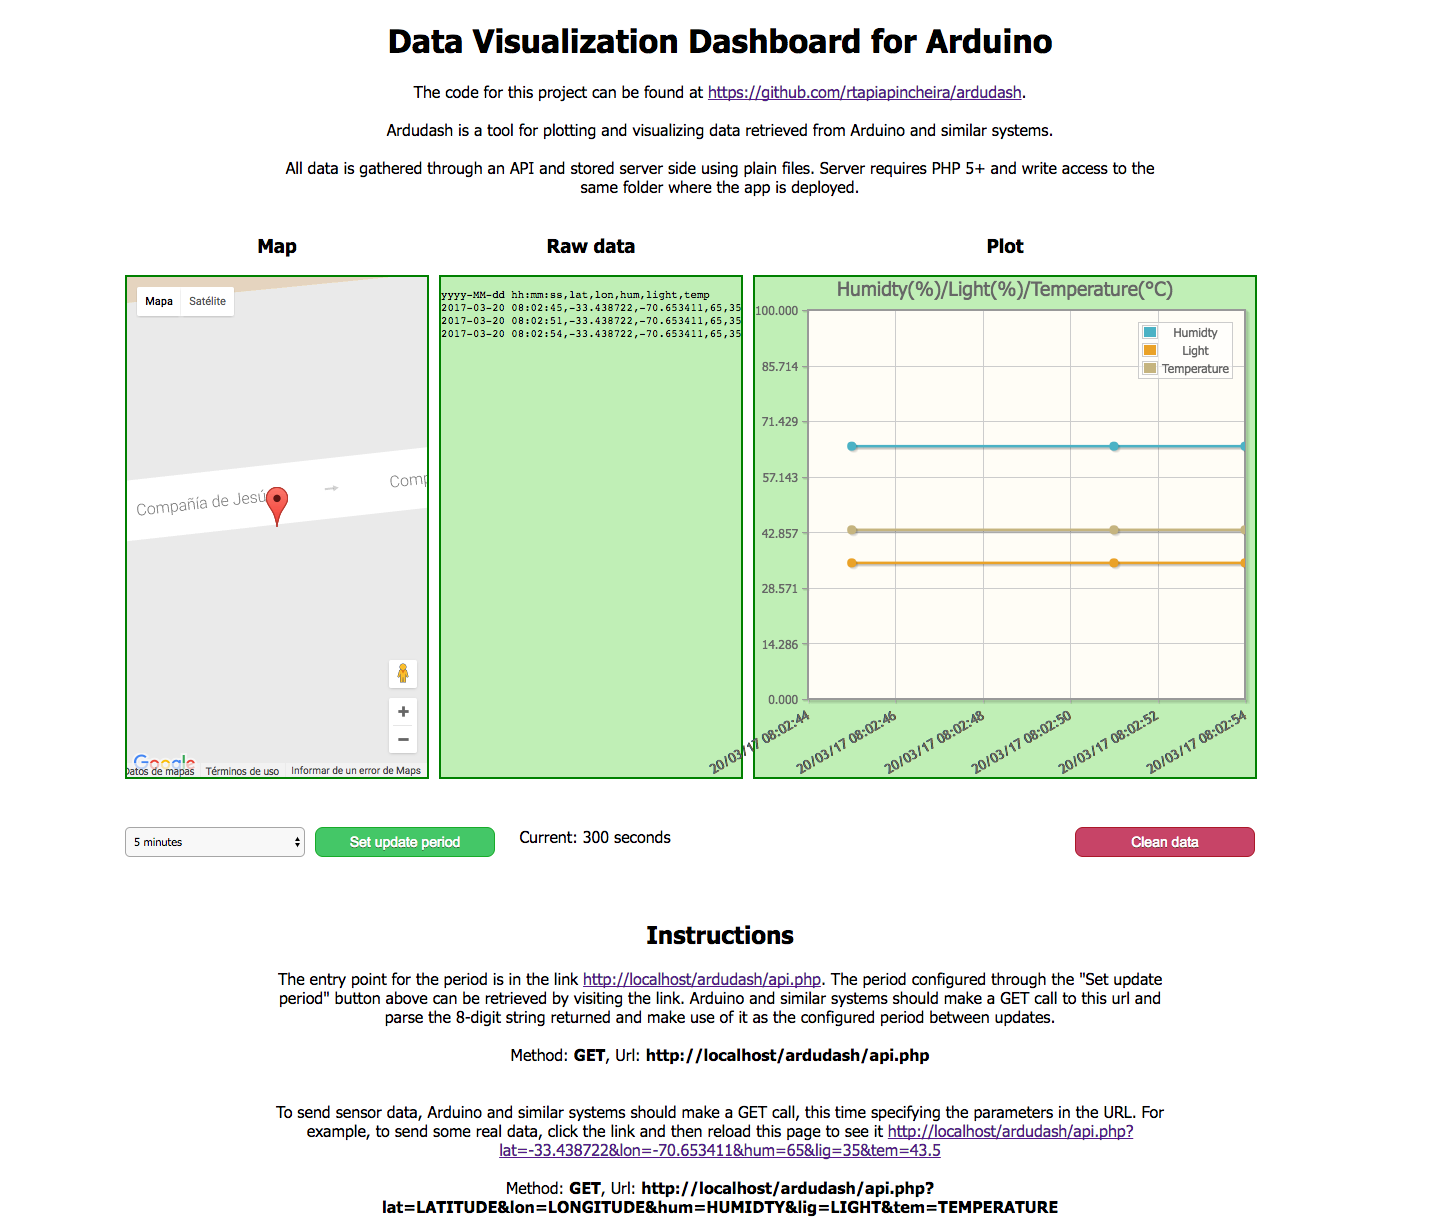 Data Visualization Dashboard for Arduino
The code for this project can be found at https://github.com/rtapiapincheira/ardudash.
Ardudash is a tool for plotting and visualizing data retrieved from Arduino and similar systems.
All data is gathered through an API and stored server side using plain files. Server requires PHP 5+ and write access to the
same folder where the app is deployed.
Map
Mapa Satélite
Compañía de Jesú
Comp
Google
Datos de mapas Términos de uso Informar de un error de Maps
Raw data
yyyy-MM-dd hh:mm:ss,lat,lon,hum,light,temp
2017-03-20 08:02:45,-33.438722,-70.653411,65,35
2017-03-20 08:02:51,-33.438722,-70.653411,65,35
2017-03-20 08:02:54,-33.438722,-70.653411,65,35
Plot
Humidty(%)/Light(%)/Temperature(°C)
100.000
85.714
71.429
57.143
42.857
28.571
14.286
0.000
Humidty
Light
Temperature
20/03/17 08:02:44
20/03/17 08:02:46
20/03/17 08:02:48
20/03/17 08:02:50
20/03/17 08:02:52
20/03/17 08:02:54
5 minutes Set update period Current: 300 seconds Clean data
Instructions
The entry point for the period is in the link http://localhost/ardudash/api.php. The period configured through the "Set update
period" button above can be retrieved by visiting the link. Arduino and similar systems should make a GET call to this url and
parse the 8-digit string returned and make use of it as the configured period between updates.
Method: GET, Url: http://localhost/ardudash/api.php
To send sensor data, Arduino and similar systems should make a GET call, this time specifying the parameters in the URL. For
example, to send some real data, click the link and then reload this page to see it http://localhost/ardudash/api.php?
lat=-33.438722&lon=-70.653411&hum=65&lig=35&tem=43.5
Method: GET, Url: http://localhost/ardudash/api.php?
lat=LATITUDE&lon=LONGITUDE&hum=HUMIDTY&lig=LIGHT&tem=TEMPERATURE